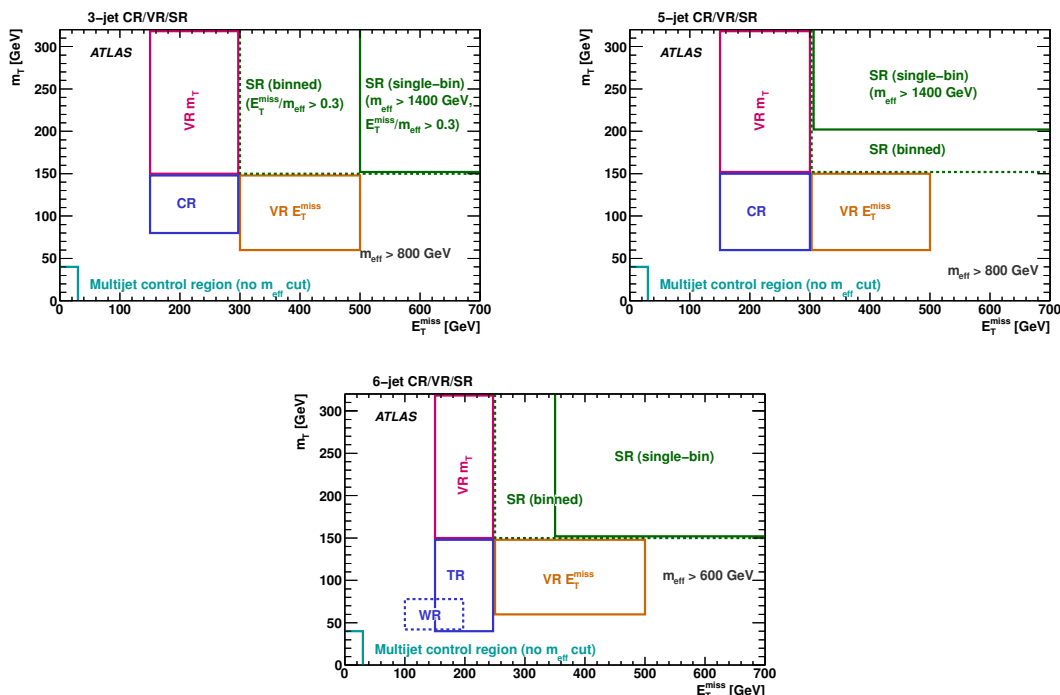 3−jet CR/VR/SR
m_T [GeV]
300
250
200
150
100
50
0
ATLAS
VR m_T
SR (binned)
(E_T^miss/m_eff > 0.3)
SR (single−bin)
(m_eff > 1400 GeV,
E_T^miss/m_eff > 0.3)
CR
VR E_T^miss
m_eff > 800 GeV
Multijet control region (no m_eff cut)
0 100 200 300 400 500 600 700
E_T^miss [GeV]
5−jet CR/VR/SR
m_T [GeV]
300
250
200
150
100
50
0
ATLAS
VR m_T
SR (single−bin)
(m_eff > 1400 GeV)
SR (binned)
CR
VR E_T^miss
m_eff > 800 GeV
Multijet control region (no m_eff cut)
0 100 200 300 400 500 600 700
E_T^miss [GeV]
6−jet CR/VR/SR
m_T [GeV]
300
250
200
150
100
50
0
ATLAS
VR m_T
SR (single−bin)
SR (binned)
TR
VR E_T^miss
m_eff > 600 GeV
WR
Multijet control region (no m_eff cut)
0 100 200 300 400 500 600 700
E_T^miss [GeV]